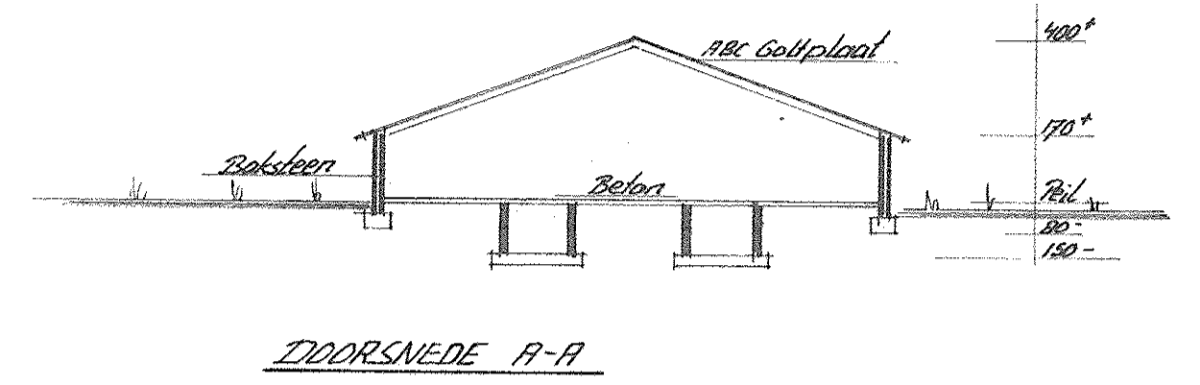 400+
ABC Golfplaat
170+
Baksteen
Beton
Peil
80-
150-
DOORSNEDE A-A